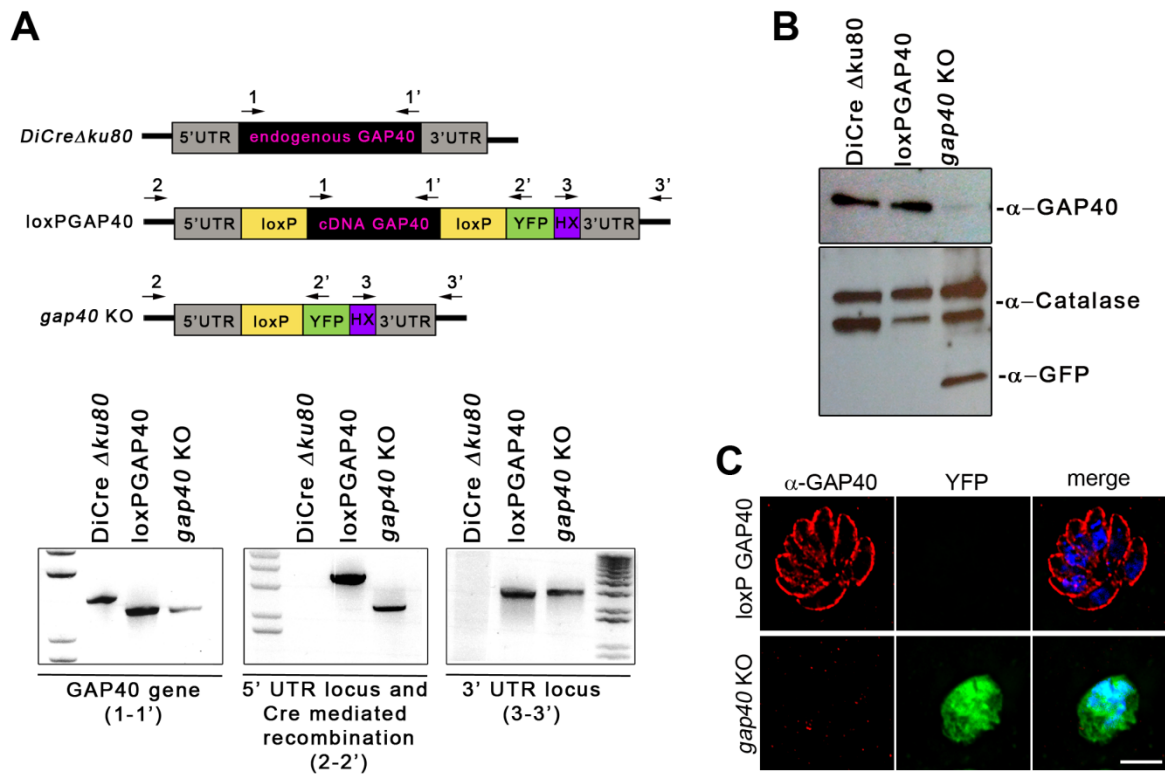 A
1 1'
DiCreΔku80 5'UTR endogenous GAP40 3'UTR
2 1 1' 2' 3 3'
loxPGAP40 5'UTR loxP cDNA GAP40 loxP YFP HX 3'UTR
2 2' 3 3'
gap40 KO 5'UTR loxP YFP HX 3'UTR
DiCre Δku80
loxPGAP40
gap40 KO
DiCre Δku80
loxPGAP40
gap40 KO
DiCre Δku80
loxPGAP40
gap40 KO
GAP40 gene
(1-1')
5' UTR locus and
Cre mediated
recombination
(2-2')
3' UTR locus
(3-3')
B
DiCre Δku80
loxPGAP40
gap40 KO
-α-GAP40
-α-Catalase
-α-GFP
C
α-GAP40 YFP merge
loxP GAP40
gap40 KO